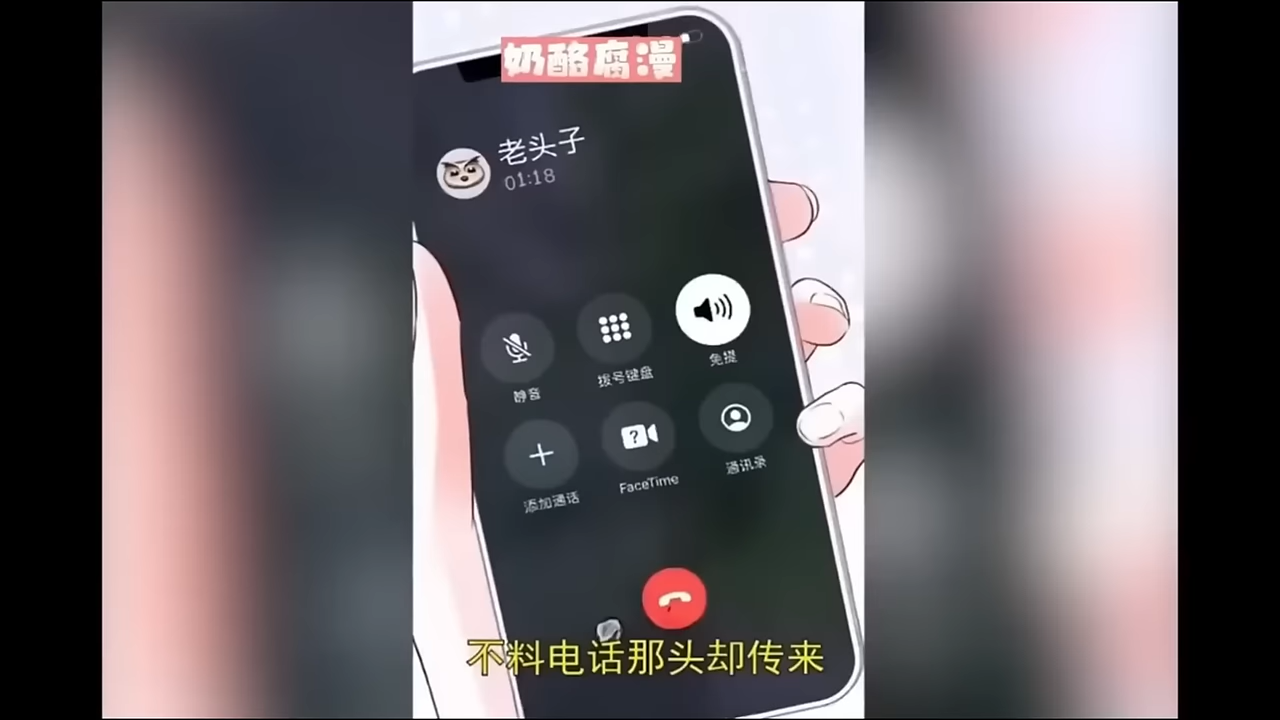 奶酪腐漫
老头子
01:18
静音
拨号键盘
免提
添加通话
FaceTime
通讯录
不料电话那头却传来